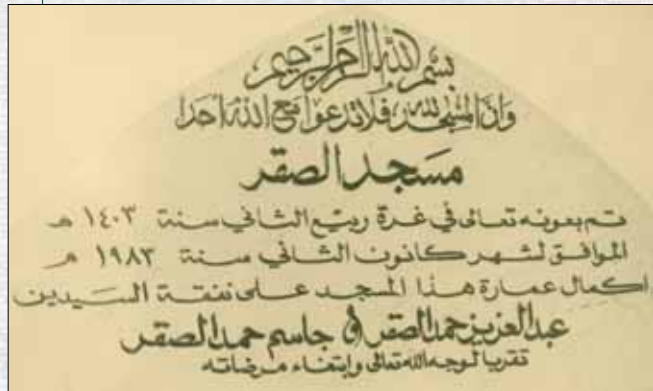 بسم الله الرحمن الرحيم
وأن المساجد لله فلا تدعوا مع الله أحدا
مسجد الصقر
تم بعونه تعالى في غرة ربيع الثاني سنة ١٤٠٣ هـ
الموافق لشهر كانون الثاني سنة ١٩٨٣ م
اكمال عمارة هذا المسجد على نفقة السيدين
عبدالعزيز حمد الصقر و جاسم حمد الصقر
تقربا لوجه الله تعالى وابتغاء مرضاته